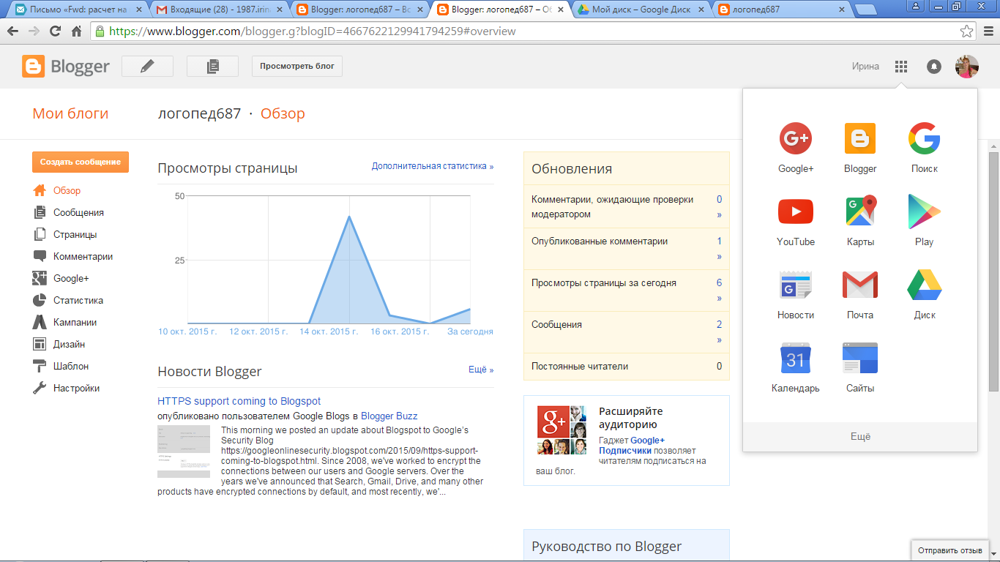 Письмо «Fwd: расчет на
Входящие (28) - 1987.irin
Blogger: логопед687 – Вс
Blogger: логопед687 – Об
Мой диск – Google Диск
логопед687
https://www.blogger.com/blogger.g?blogID=4667622129941794259#overview
Blogger
Просмотреть блог
Ирина
Мои блоги
логопед687 · Обзор
Создать сообщение
Обзор
Сообщения
Страницы
Комментарии
Google+
Статистика
Кампании
Дизайн
Шаблон
Настройки
Просмотры страницы
Дополнительная статистика »
50
25
10 окт. 2015 г.
12 окт. 2015 г.
14 окт. 2015 г.
16 окт. 2015 г.
За сегодня
Новости Blogger
Ещё »
HTTPS support coming to Blogspot
опубликовано пользователем Google Blogs в Blogger Buzz
This morning we posted an update about Blogspot to Google's
Security Blog
https://googleonlinesecurity.blogspot.com/2015/09/https-support-
coming-to-blogspot.html. Since 2008, we've worked to encrypt the
connections between our users and Google servers. Over the
years we've announced that Search, Gmail, Drive, and many other
products have encrypted connections by default, and most recently, we'...
Обновления
Комментарии, ожидающие проверки 0
модератором »
Опубликованные комментарии 1
»
Просмотры страницы за сегодня 6
»
Сообщения 2
»
Постоянные читатели 0
g+
Расширяйте
аудиторию
Гаджет Google+
Подписчики позволяет
читателям подписаться на
ваш блог.
Руководство по Blogger
G+
Google+
Blogger
Поиск
YouTube
Карты
Play
G
Новости
Почта
Диск
31
Календарь
Сайты
Ещё
Отправить отзыв